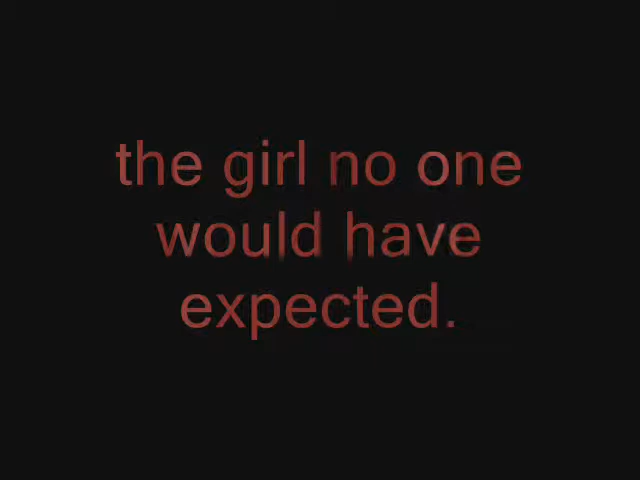 the girl no one
would have
expected.